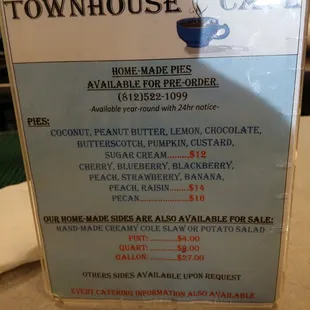 TOWNHOUSE CAFE
HOME-MADE PIES
AVAILABLE FOR PRE-ORDER.
(812)522-1099
-Available year-round with 24hr notice-
PIES:
COCONUT, PEANUT BUTTER, LEMON, CHOCOLATE,
BUTTERSCOTCH, PUMPKIN, CUSTARD,
SUGAR CREAM.........$12
CHERRY, BLUEBERRY, BLACKBERRY,
PEACH, STRAWBERRY, BANANA,
PEACH, RAISIN.......$14
PECAN....................$16
OUR HOME-MADE SIDES ARE ALSO AVAILABLE FOR SALE:
HAND-MADE CREAMY COLE SLAW OR POTATO SALAD
PINT:...........$4.00
QUART:.........$8.00
GALLON:.........$27.00
OTHERS SIDES AVAILABLE UPON REQUEST
EVENT CATERING INFORMATION ALSO AVAILABLE